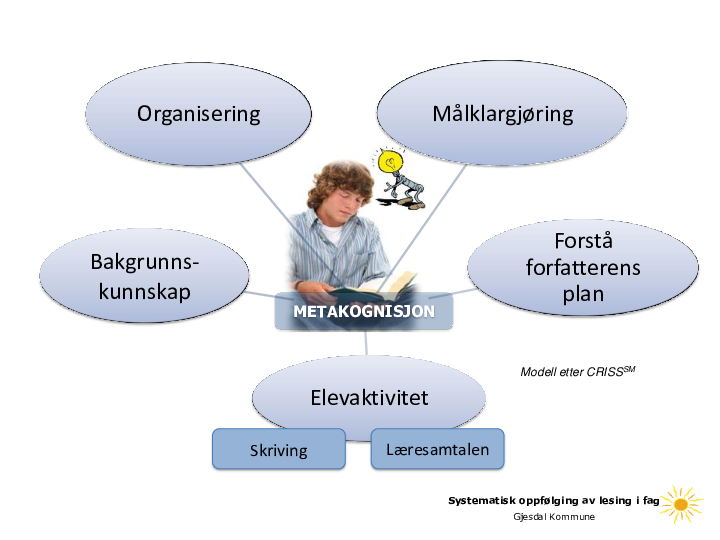 Organisering
Målklargjøring
Bakgrunns-
kunnskap
Forstå
forfatterens
plan
METAKOGNISJON
Modell etter CRISSSM
Elevaktivitet
Skriving
Læresamtalen
Systematisk oppfølging av lesing i fag
Gjesdal Kommune